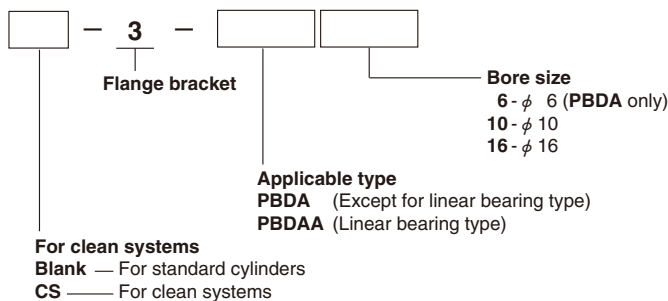 – 3 –
Flange bracket
Bore size
6 - ϕ 6 (PBDA only)
10 - ϕ 10
16 - ϕ 16
Applicable type
PBDA (Except for linear bearing type)
PBDAA (Linear bearing type)
For clean systems
Blank — For standard cylinders
CS — For clean systems